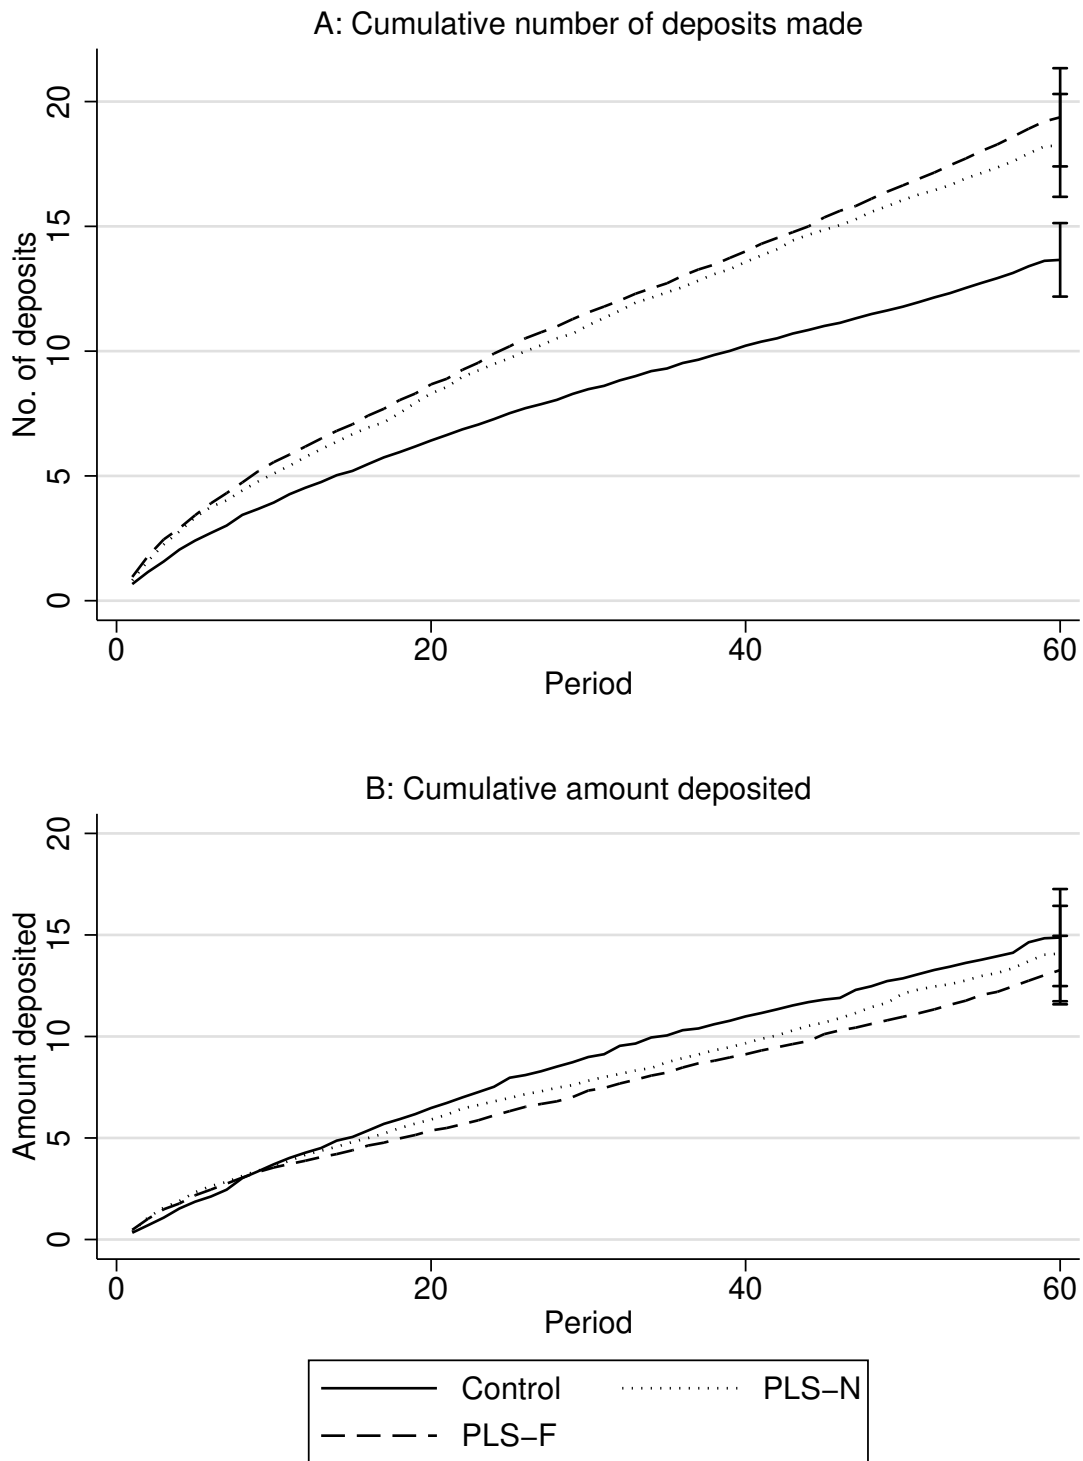 A: Cumulative number of deposits made
20
15
10
5
0
No. of deposits
0 20 40 60
Period
B: Cumulative amount deposited
20
15
10
5
0
Amount deposited
0 20 40 60
Period
Control PLS−N
PLS−F